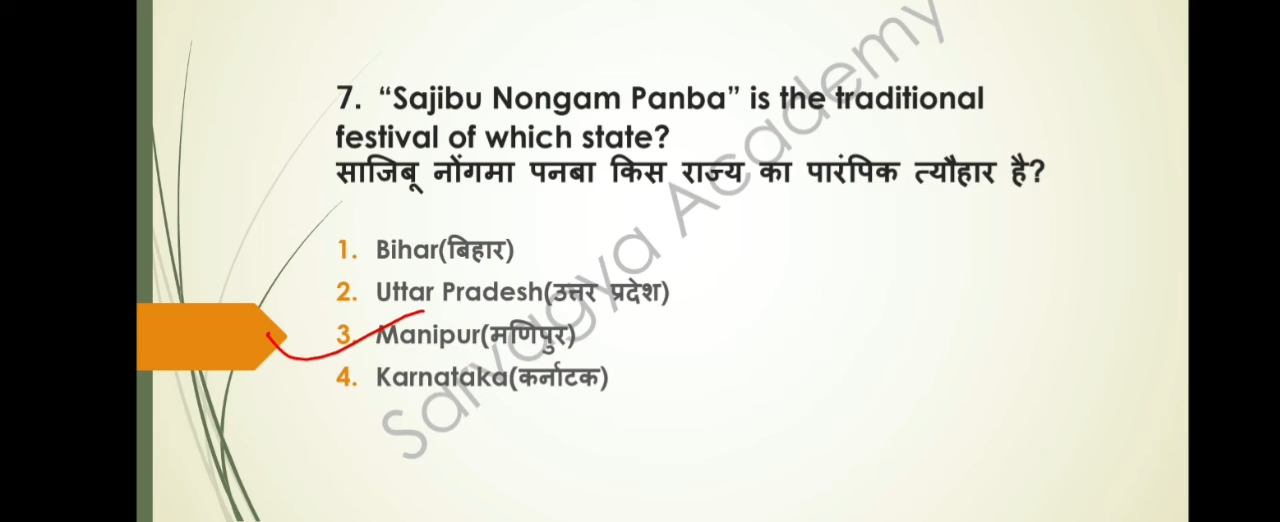 7. “Sajibu Nongam Panba” is the traditional
festival of which state?
साजिबू नोंगमा पनबा किस राज्य का पारंपिक त्यौहार है?
1. Bihar(बिहार)
2. Uttar Pradesh(उत्तर प्रदेश)
3. Manipur(मणिपुर)
4. Karnataka(कर्नाटक)
Sarvagya Academy